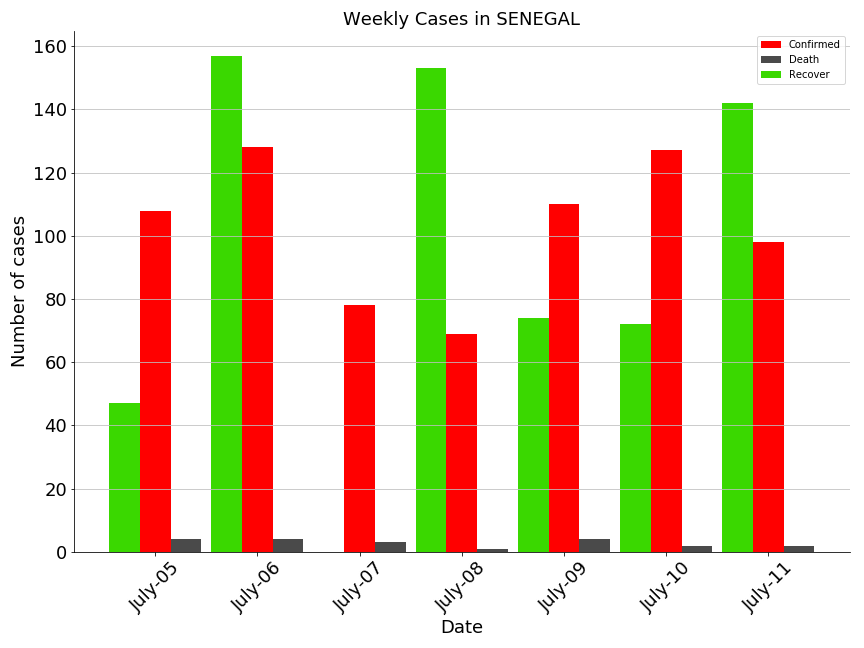 Weekly Cases in SENEGAL
Confirmed
Death
Recover
Number of cases
160
140
120
100
80
60
40
20
0
July-05
July-06
July-07
July-08
July-09
July-10
July-11
Date